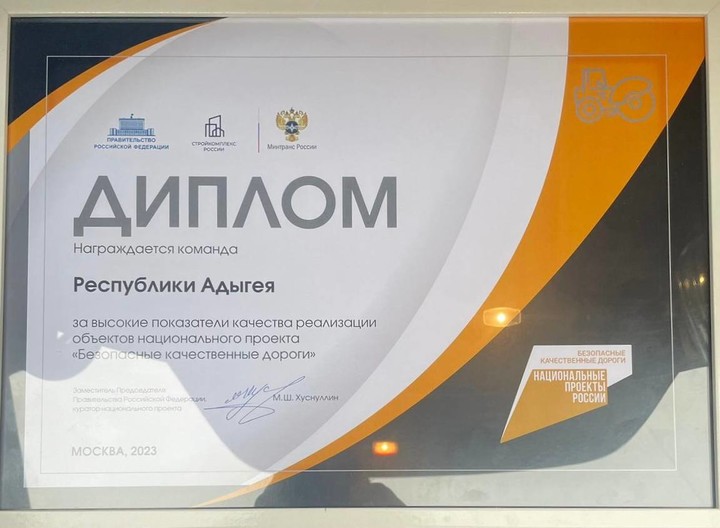 ПРАВИТЕЛЬСТВО
РОССИЙСКОЙ ФЕДЕРАЦИИ
СТРОЙКОМПЛЕКС
РОССИИ
Минтранс России
ДИПЛОМ
Награждается команда
Республики Адыгея
за высокие показатели качества реализации
объектов национального проекта
«Безопасные качественные дороги»
Заместитель Председателя
Правительства Российской Федерации,
куратор национального проекта
М.Ш. Хуснуллин
МОСКВА, 2023
БЕЗОПАСНЫЕ
КАЧЕСТВЕННЫЕ ДОРОГИ
НАЦИОНАЛЬНЫЕ
ПРОЕКТЫ
РОССИИ